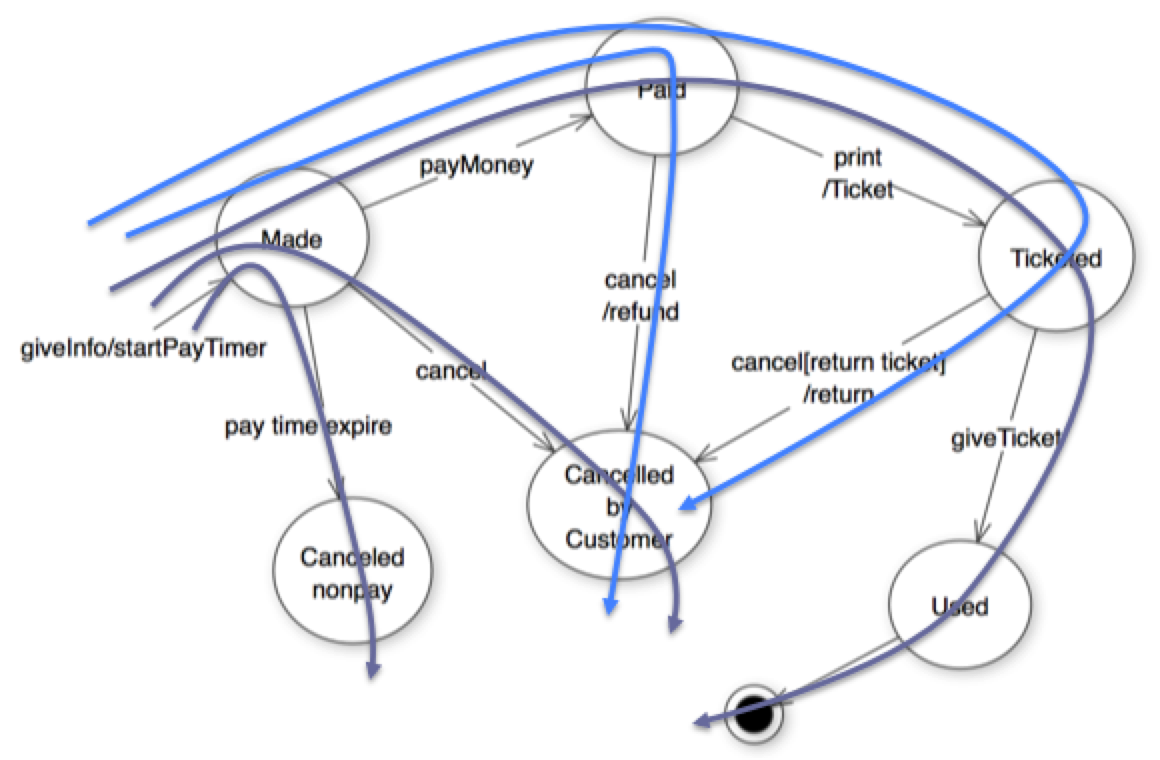 Paid
payMoney
print
/Ticket
Made
Ticketed
cancel
/refund
giveInfo/startPayTimer
cancel
cancel[return ticket]
/return
pay time expire
giveTicket
Cancelled
by
Customer
Canceled
nonpay
Used